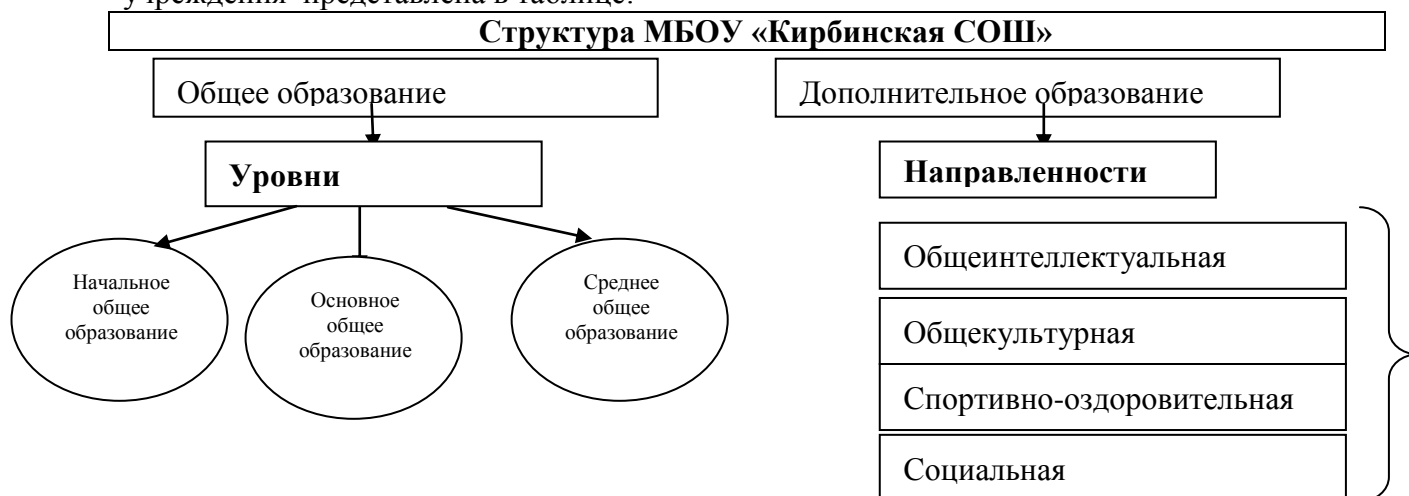 учреждения представлена в таблице:
Структура МБОУ «Кирбинская СОШ»
Общее образование
Дополнительное образование
Уровни
Направленности
Начальное
общее
образование
Основное
общее
образование
Среднее
общее
образование
Общеинтеллектуальная
Общекультурная
Спортивно-оздоровительная
Социальная